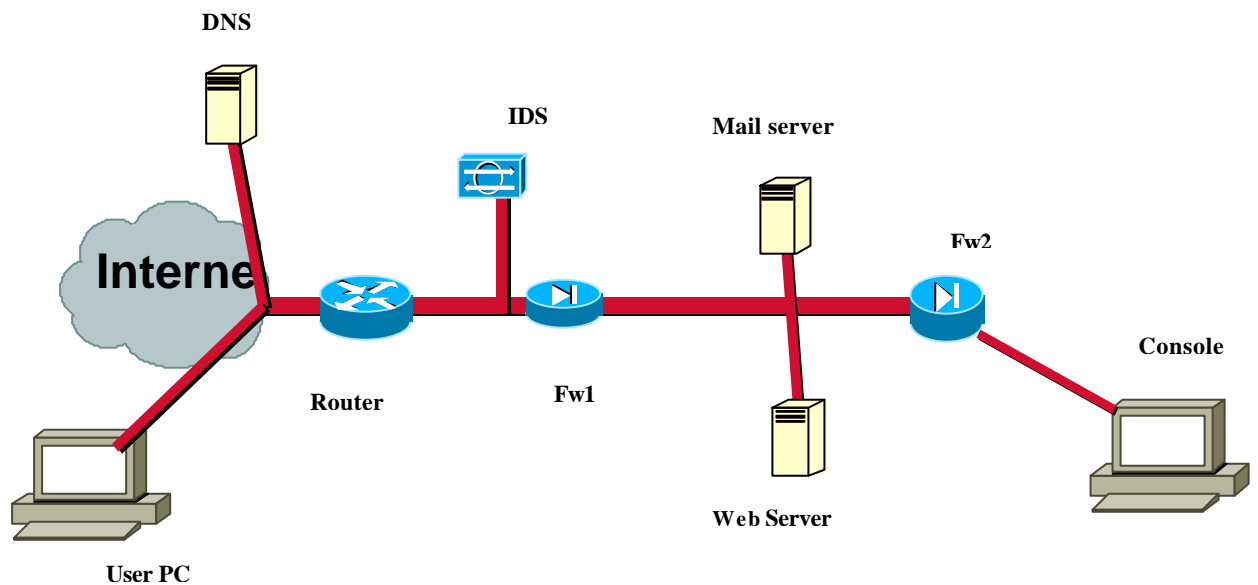 DNS
IDS
Mail server
Fw2
Interne
Console
Fw1
Router
Web Server
User PC